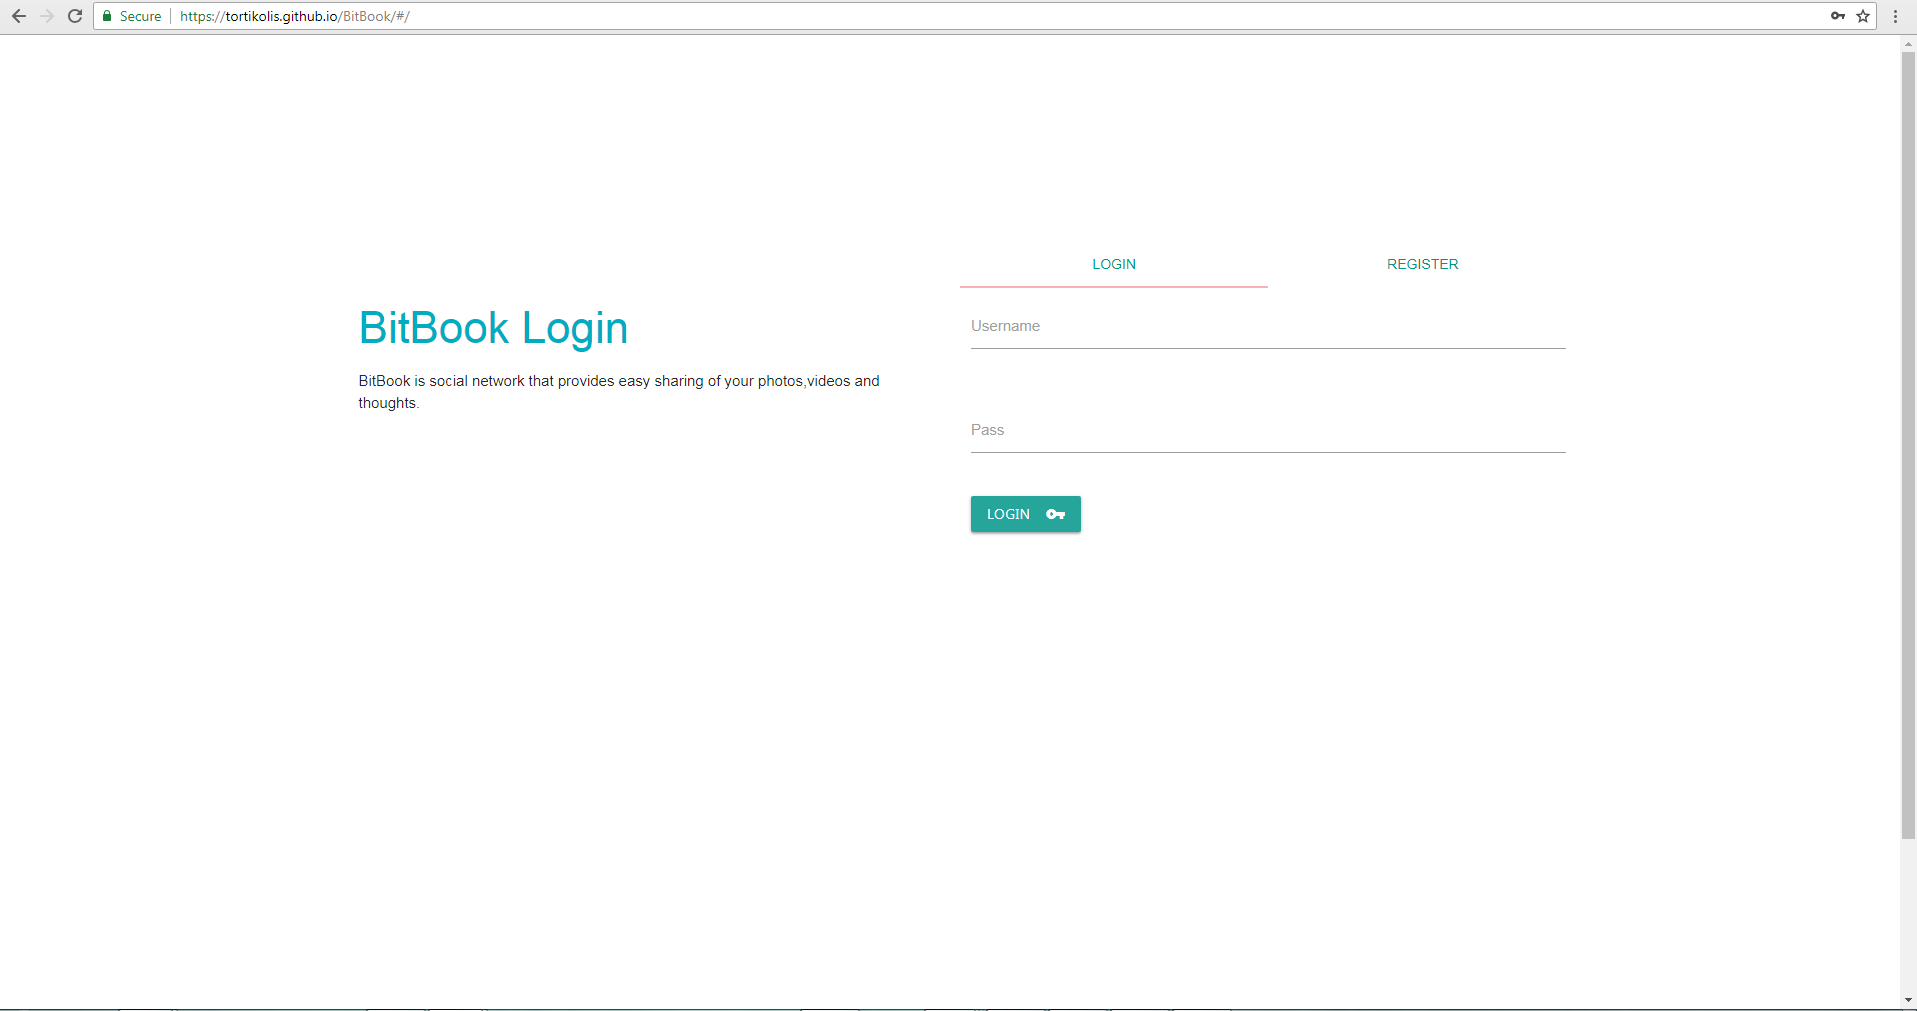 Secure https://tortikolis.github.io/BitBook/#/
LOGIN REGISTER
BitBook Login
BitBook is social network that provides easy sharing of your photos,videos and
thoughts.
Username
Pass
LOGIN